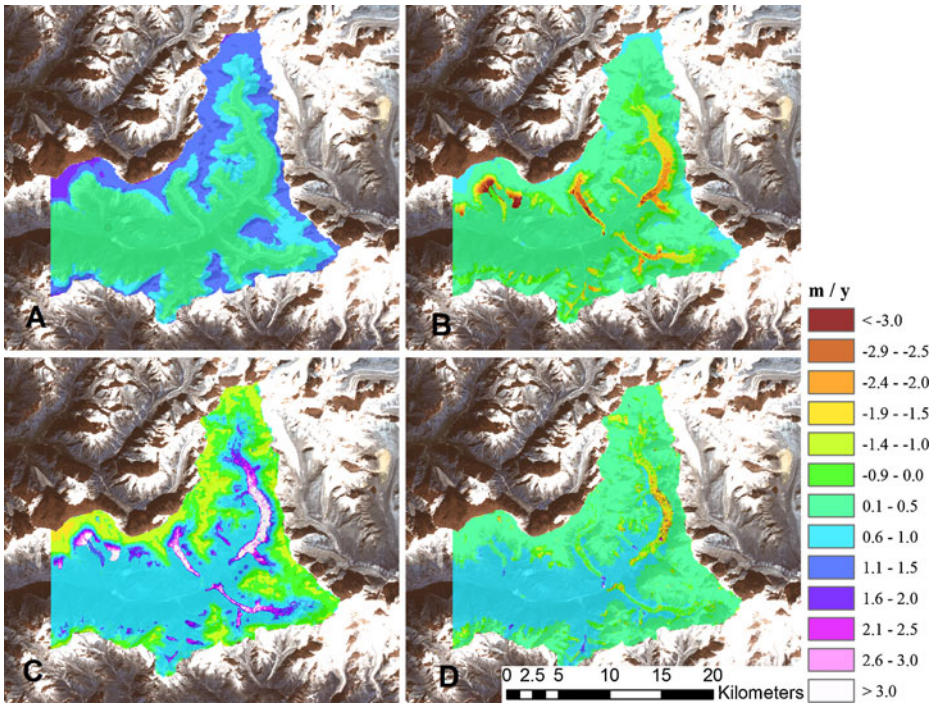 A
B
C
D
m / y
< -3.0
-2.9 - -2.5
-2.4 - -2.0
-1.9 - -1.5
-1.4 - -1.0
-0.9 - 0.0
0.1 - 0.5
0.6 - 1.0
1.1 - 1.5
1.6 - 2.0
2.1 - 2.5
2.6 - 3.0
> 3.0
0 2.5 5 10 15 20
Kilometers